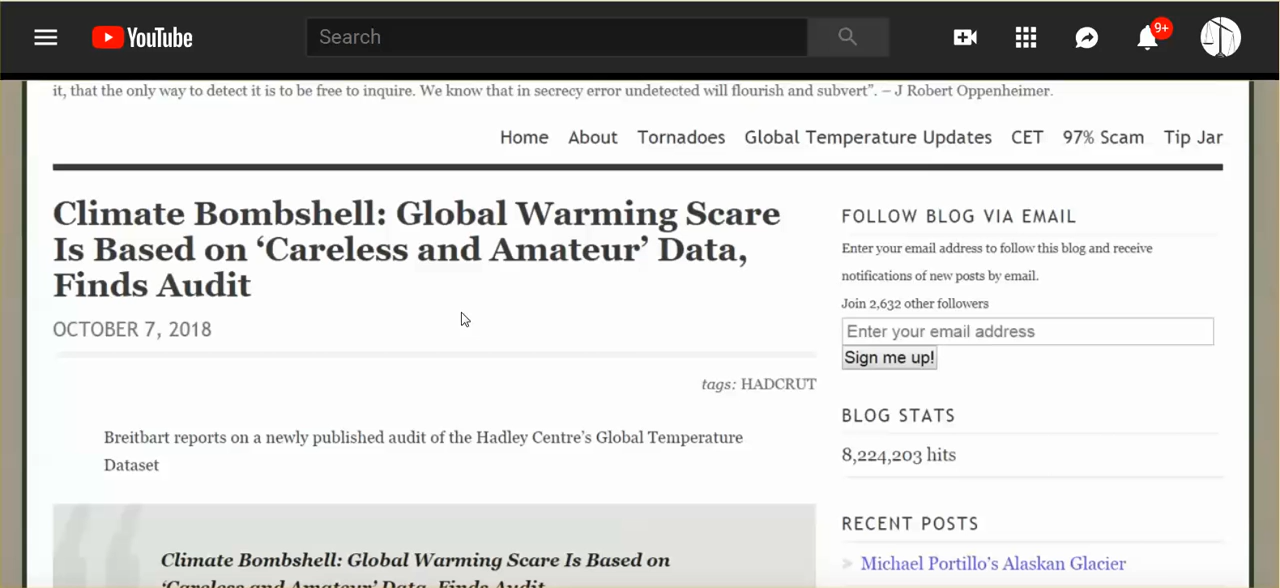 YouTube
Search
9+
it, that the only way to detect it is to be free to inquire. We know that in secrecy error undetected will flourish and subvert”. – J Robert Oppenheimer.
Home About Tornadoes Global Temperature Updates CET 97% Scam Tip Jar
Climate Bombshell: Global Warming Scare
Is Based on ‘Careless and Amateur’ Data,
Finds Audit
OCTOBER 7, 2018
tags: HADCRUT
Breitbart reports on a newly published audit of the Hadley Centre’s Global Temperature
Dataset
Climate Bombshell: Global Warming Scare Is Based on
‘Careless and Amateur’ Data, Finds Audit
FOLLOW BLOG VIA EMAIL
Enter your email address to follow this blog and receive
notifications of new posts by email.
Join 2,632 other followers
Enter your email address
Sign me up!
BLOG STATS
8,224,203 hits
RECENT POSTS
Michael Portillo’s Alaskan Glacier